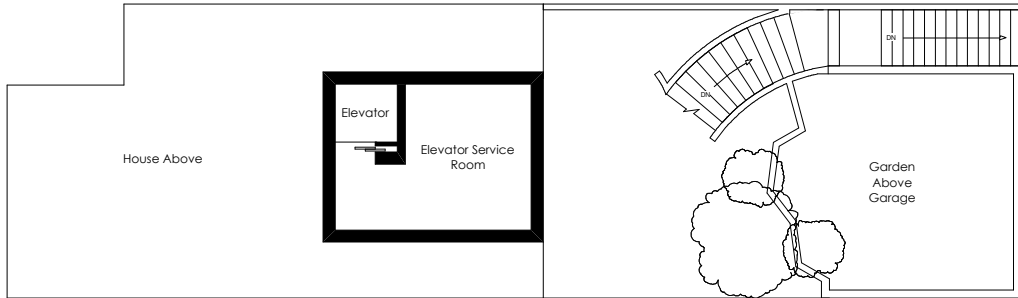 DN
DN
Elevator
House Above
Elevator Service
Room
Garden
Above
Garage